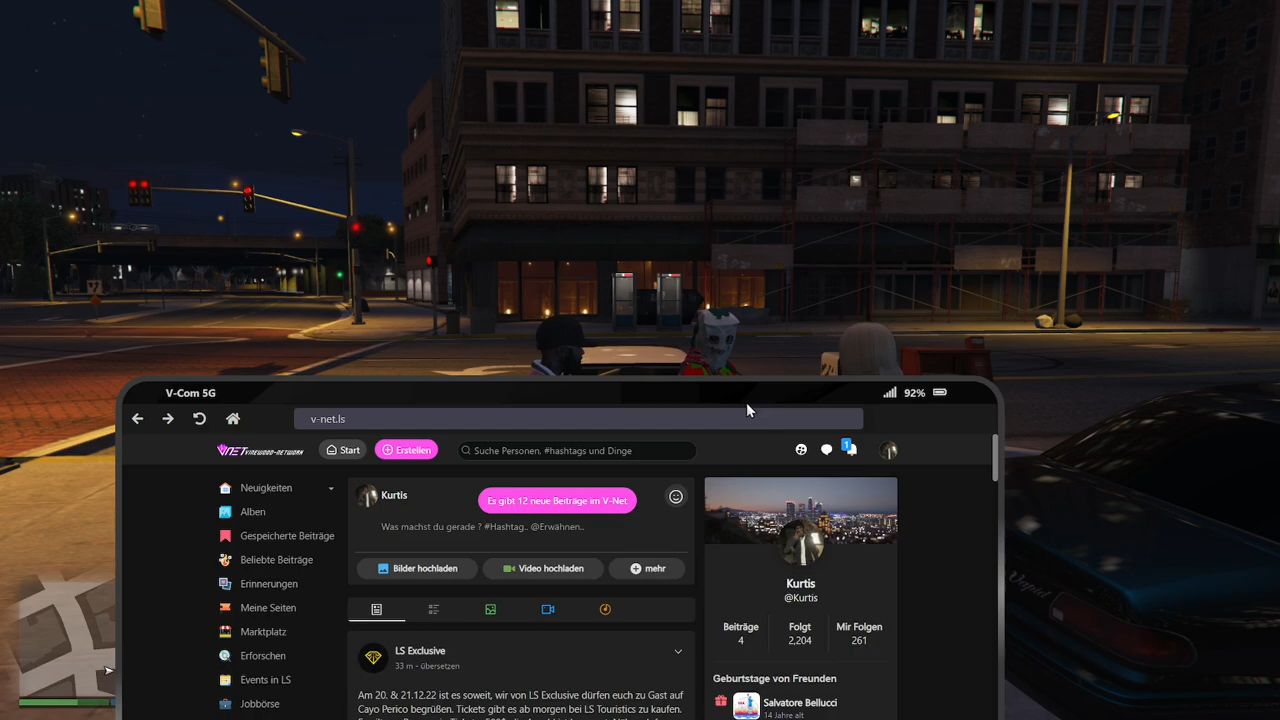 V-Com 5G
92%
v-net.ls
VNET VINEWOOD-NETWORK
Start
Erstellen
Suche Personen, #hashtags und Dinge
1
Neuigkeiten
Alben
Gespeicherte Beiträge
Beliebte Beiträge
Erinnerungen
Meine Seiten
Marktplatz
Erforschen
Events in LS
Jobbörse
Kurtis
Es gibt 12 neue Beiträge im V-Net
Was machst du gerade ? #Hashtag.. @Erwähnen..
Bilder hochladen
Video hochladen
mehr
LS Exclusive
33 m - übersetzen
Am 20. & 21.12.22 ist es soweit, wir von LS Exclusive dürfen euch zu Gast auf
Cayo Perico begrüßen. Tickets gibt es ab morgen bei LS Touristics zu kaufen.
Kurtis
@Kurtis
Beiträge
4
Folgt
2,204
Mir Folgen
261
Geburtstage von Freunden
Salvatore Bellucci
14 Jahre alt
Vapid